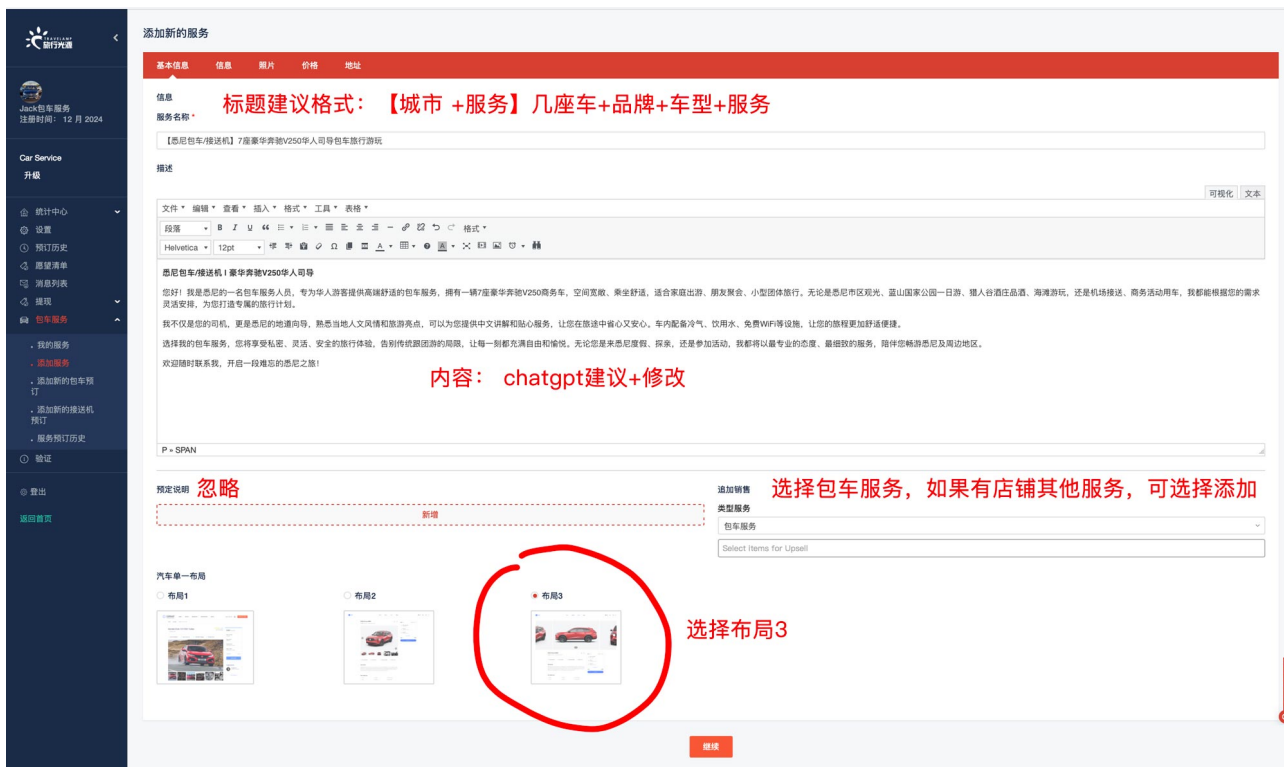 TRAVELAMP
旅行光源
Jack包车服务
注册时间： 12 月 2024
Car Service
升级
统计中心
设置
预订历史
愿望清单
消息列表
提现
包车服务
我的服务
添加服务
添加新的包车预订
添加新的接送机预订
服务预订历史
验证
登出
返回首页
添加新的服务
基本信息 信息 照片 价格 地址
信息
标题建议格式：【城市 +服务】几座车+品牌+车型+服务
服务名称 *
【悉尼包车/接送机】7座豪华奔驰V250华人司导包车旅行游玩
描述
可视化 文本
文件 编辑 查看 插入 格式 工具 表格
段落 B I U 格式
Helvetica 12pt
悉尼包车/接送机 I 豪华奔驰V250华人司导
您好！我是悉尼的一名包车服务人员，专为华人游客提供高端舒适的包车服务，拥有一辆7座豪华奔驰V250商务车，空间宽敞、乘坐舒适，适合家庭出游、朋友聚会、小型团体旅行。无论是悉尼市区观光、蓝山国家公园一日游、猎人谷酒庄品酒、海滩游玩，还是机场接送、商务活动用车，我都能根据您的需求
灵活安排，为您打造专属的旅行计划。
我不仅是您的司机，更是悉尼的地道向导，熟悉当地人文风情和旅游亮点，可以为您提供中文讲解和贴心服务，让您在旅途中省心又安心。车内配备冷气、饮用水、免费WiFi等设施，让您的旅程更加舒适便捷。
选择我的包车服务，您将享受私密、灵活、安全的旅行体验，告别传统跟团游的局限，让每一刻都充满自由和愉悦。无论您是来悉尼度假、探亲，还是参加活动，我都将以最专业的态度、最细致的服务，陪伴您畅游悉尼及周边地区。
欢迎随时联系我，开启一段难忘的悉尼之旅！
内容： chatgpt建议+修改
P » SPAN
预定说明 忽略
新增
追加销售 选择包车服务，如果有店铺其他服务，可选择添加
类型服务
包车服务
Select Items for Upsell
汽车单一布局
布局1 布局2 布局3
选择布局3
继续